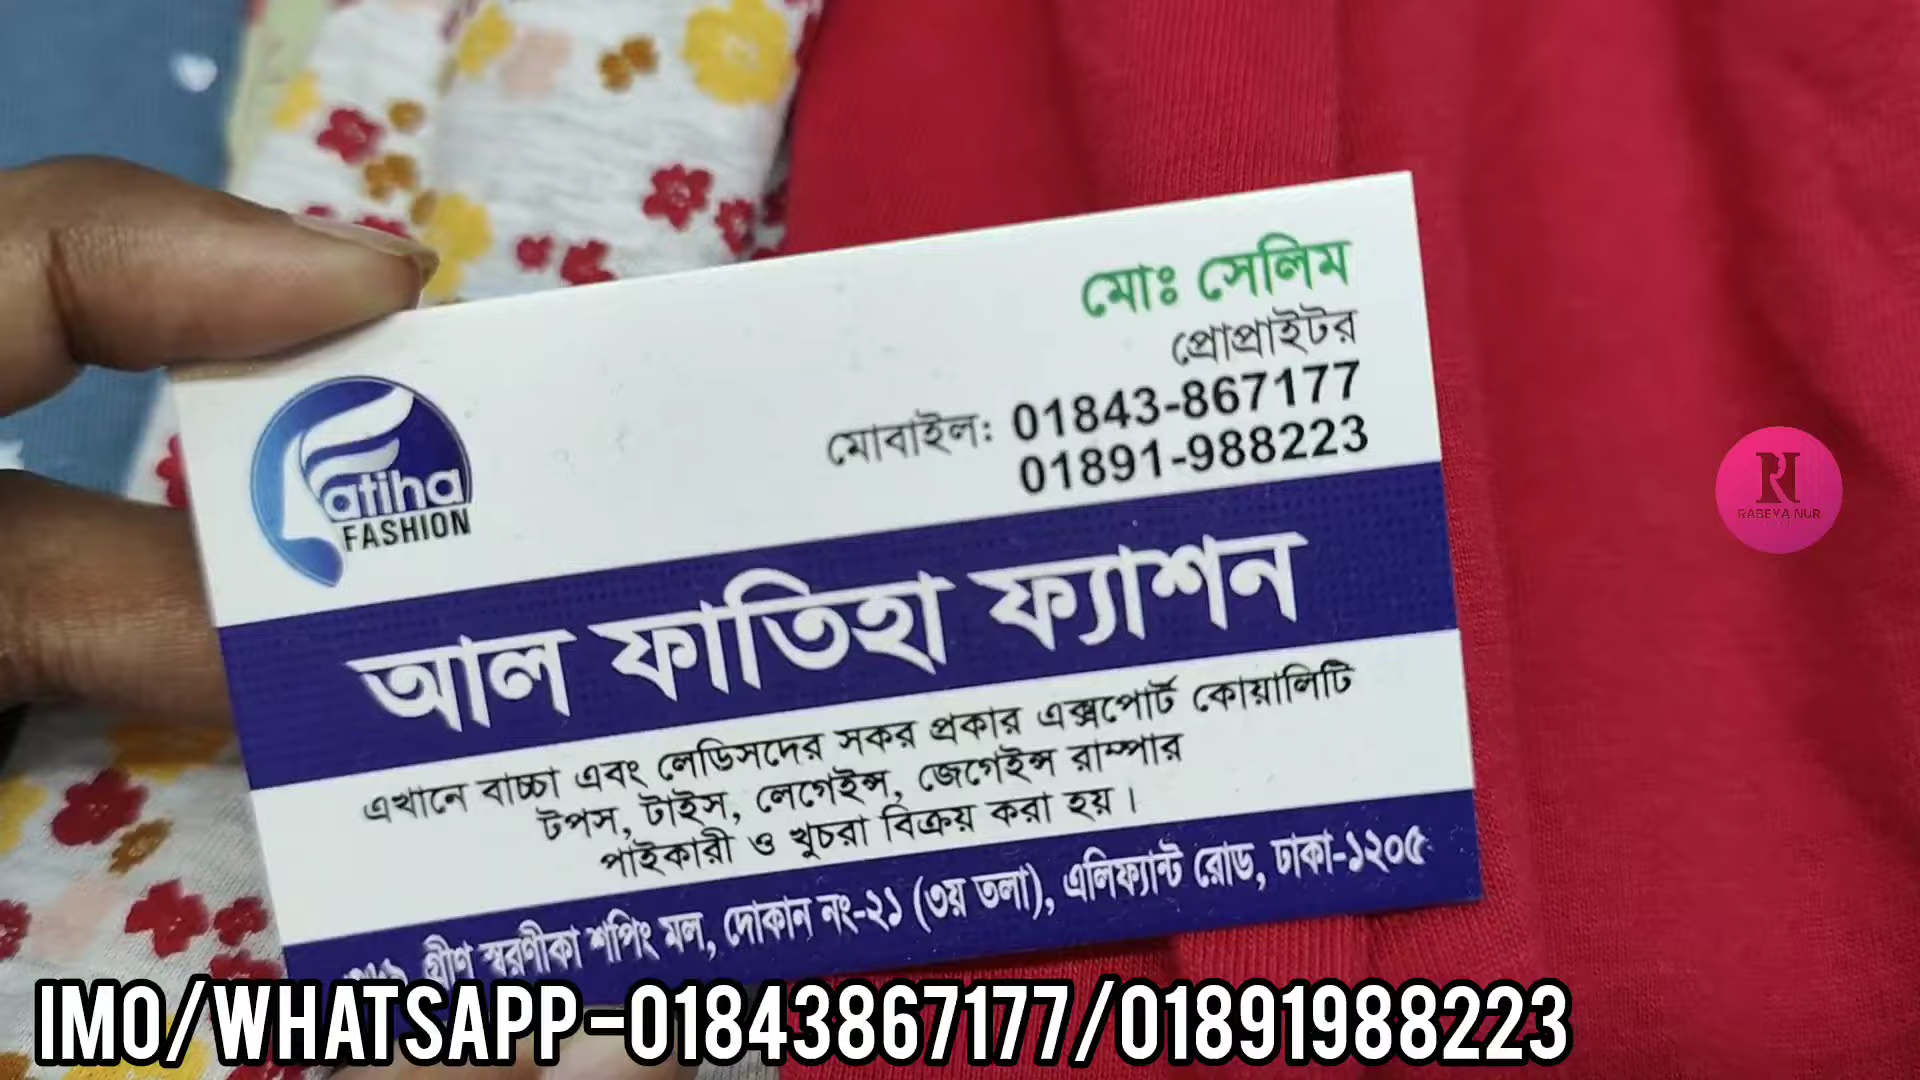 মোঃ সেলিম
প্রোপ্রাইটর
মোবাইল: 01843-867177
01891-988223
Fatiha
FASHION
আল ফাতিহা ফ্যাশন
এখানে বাচ্চা এবং লেডিসদের সকর প্রকার এক্সপোর্ট কোয়ালিটি
টপস, টাইস, লেগেইন্স, জেগেইন্স রাম্পার
পাইকারী ও খুচরা বিক্রয় করা হয়।
গ্রীণ স্বরণীকা শপিং মল, দোকান নং-২১ (৩য় তলা), এলিফ্যান্ট রোড, ঢাকা-১২০৫
RABEYA NUR
IMO/WHATSAPP-01843867177/01891988223